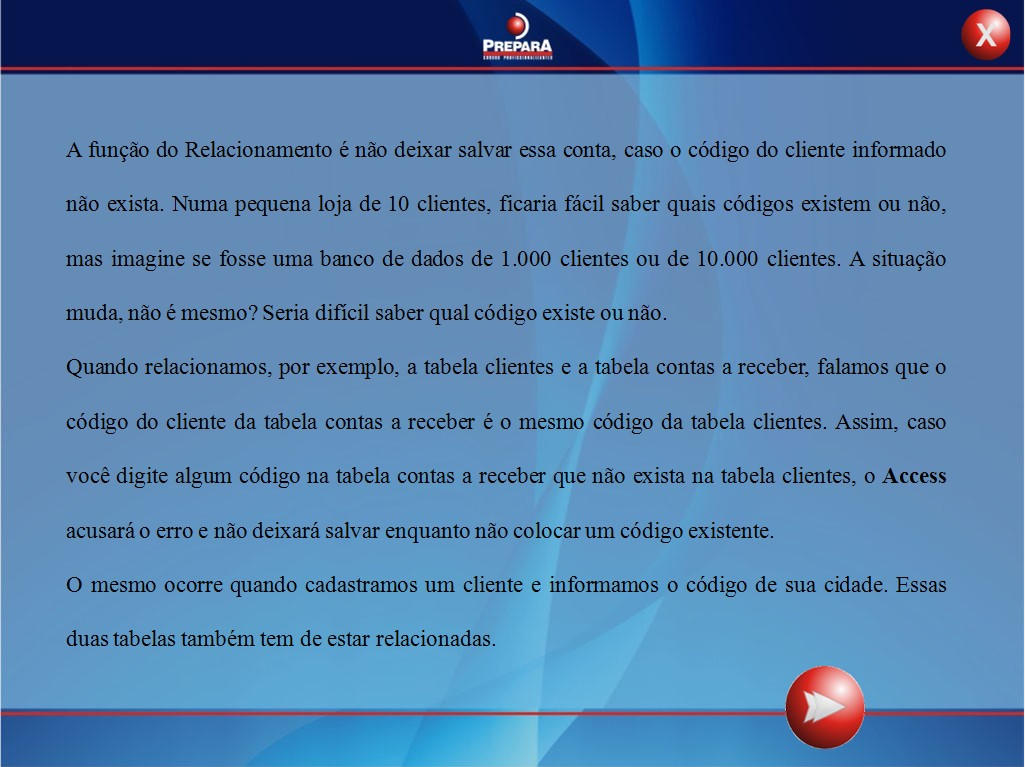 PREPARA
CURSOS PROFISSIONALIZANTES
X
A função do Relacionamento é não deixar salvar essa conta, caso o código do cliente informado
não exista. Numa pequena loja de 10 clientes, ficaria fácil saber quais códigos existem ou não,
mas imagine se fosse uma banco de dados de 1.000 clientes ou de 10.000 clientes. A situação
muda, não é mesmo? Seria difícil saber qual código existe ou não.
Quando relacionamos, por exemplo, a tabela clientes e a tabela contas a receber, falamos que o
código do cliente da tabela contas a receber é o mesmo código da tabela clientes. Assim, caso
você digite algum código na tabela contas a receber que não exista na tabela clientes, o Access
acusará o erro e não deixará salvar enquanto não colocar um código existente.
O mesmo ocorre quando cadastramos um cliente e informamos o código de sua cidade. Essas
duas tabelas também tem de estar relacionadas.